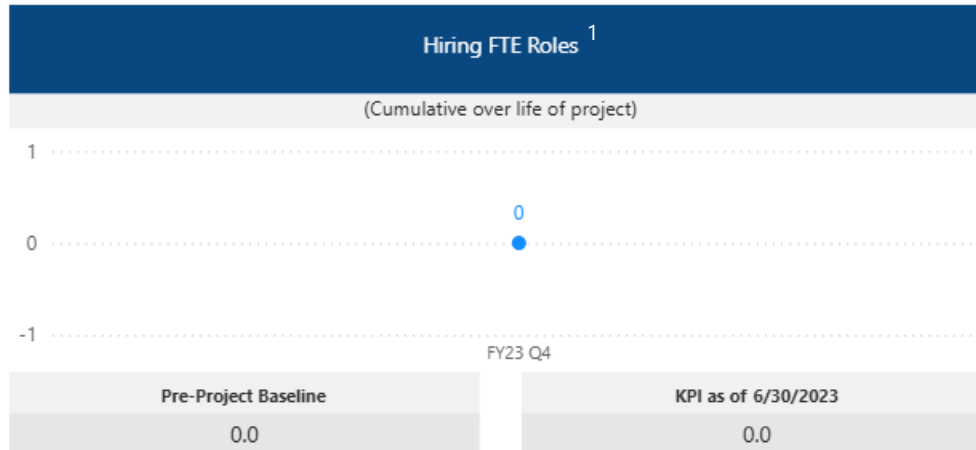 Hiring FTE Roles 1
(Cumulative over life of project)
1
0
0
-1
FY23 Q4
Pre-Project Baseline
KPI as of 6/30/2023
0.0
0.0